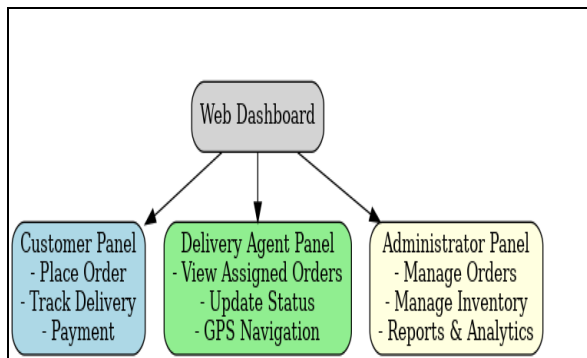 Web Dashboard
Customer Panel
- Place Order
- Track Delivery
- Payment
Delivery Agent Panel
- View Assigned Orders
- Update Status
- GPS Navigation
Administrator Panel
- Manage Orders
- Manage Inventory
- Reports & Analytics